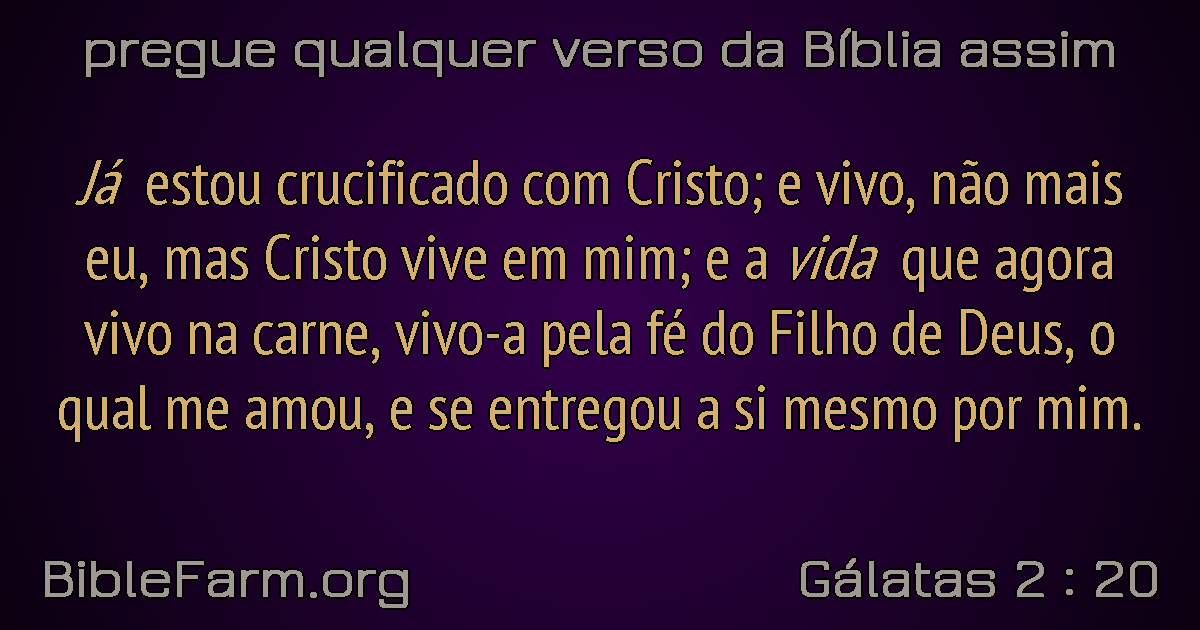 pregue qualquer verso da Bíblia assim
Já estou crucificado com Cristo; e vivo, não mais
eu, mas Cristo vive em mim; e a vida que agora
vivo na carne, vivo-a pela fé do Filho de Deus, o
qual me amou, e se entregou a si mesmo por mim.
BibleFarm.org
Gálatas 2 : 20